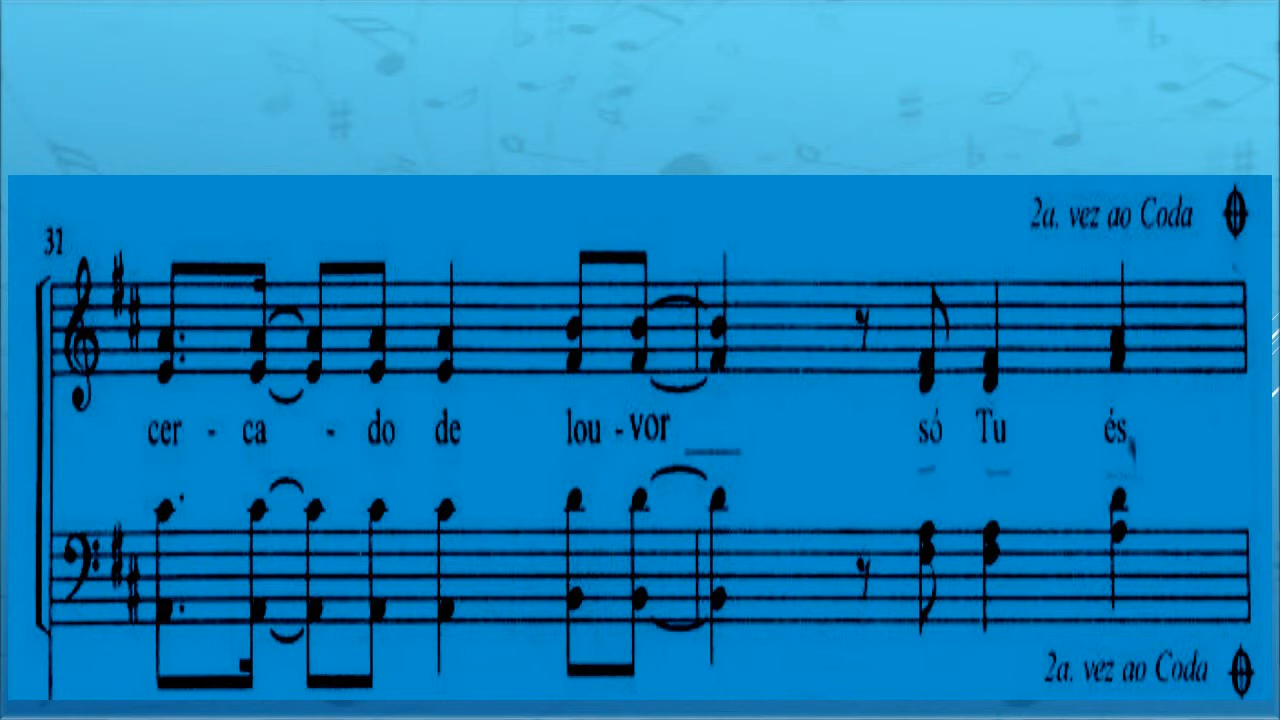 2a. vez ao Coda
31
cer - ca - do de lou - vor só Tu és,
2a. vez ao Coda